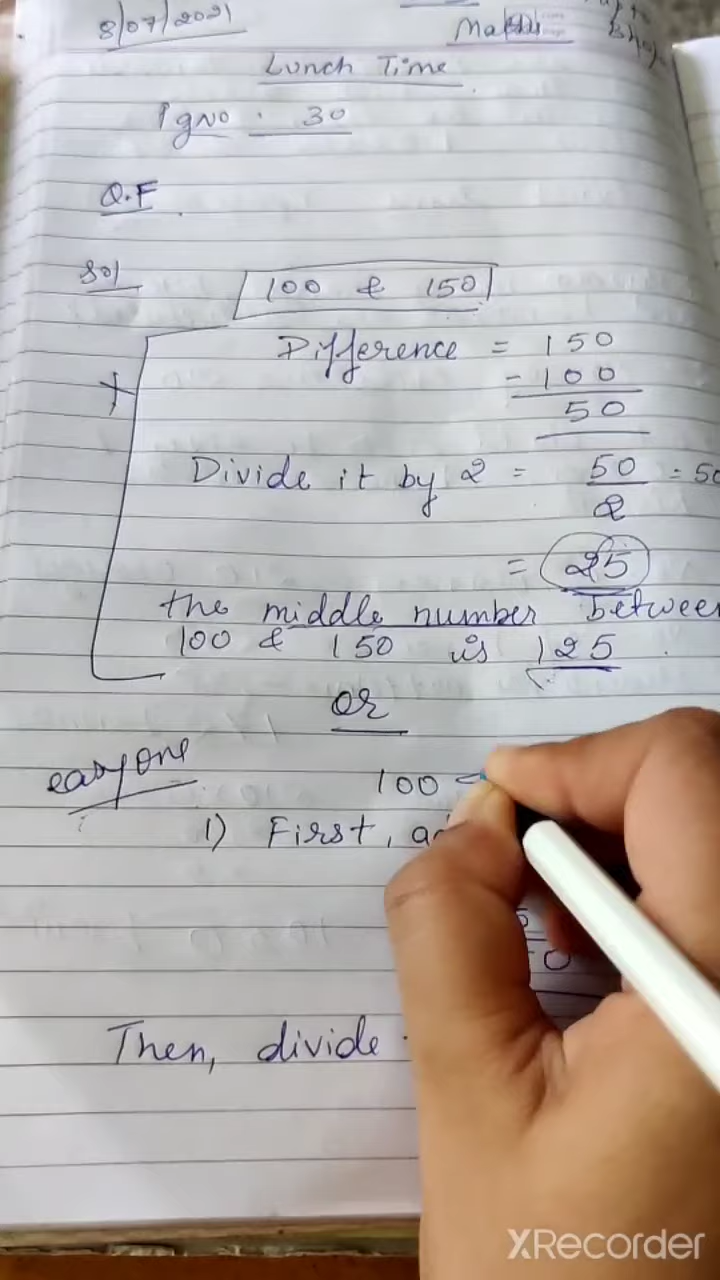 8/07/2021
Maths
Lunch Time
Pg No. 30
Q.F
Sol
100 & 150
Difference = 150
- 100
50
Divide it by 2 = 50/2 = 50
= 25
the middle number between
100 & 150 is 125
or
easy one
100
1) First, a
Then, divide
XRecorder